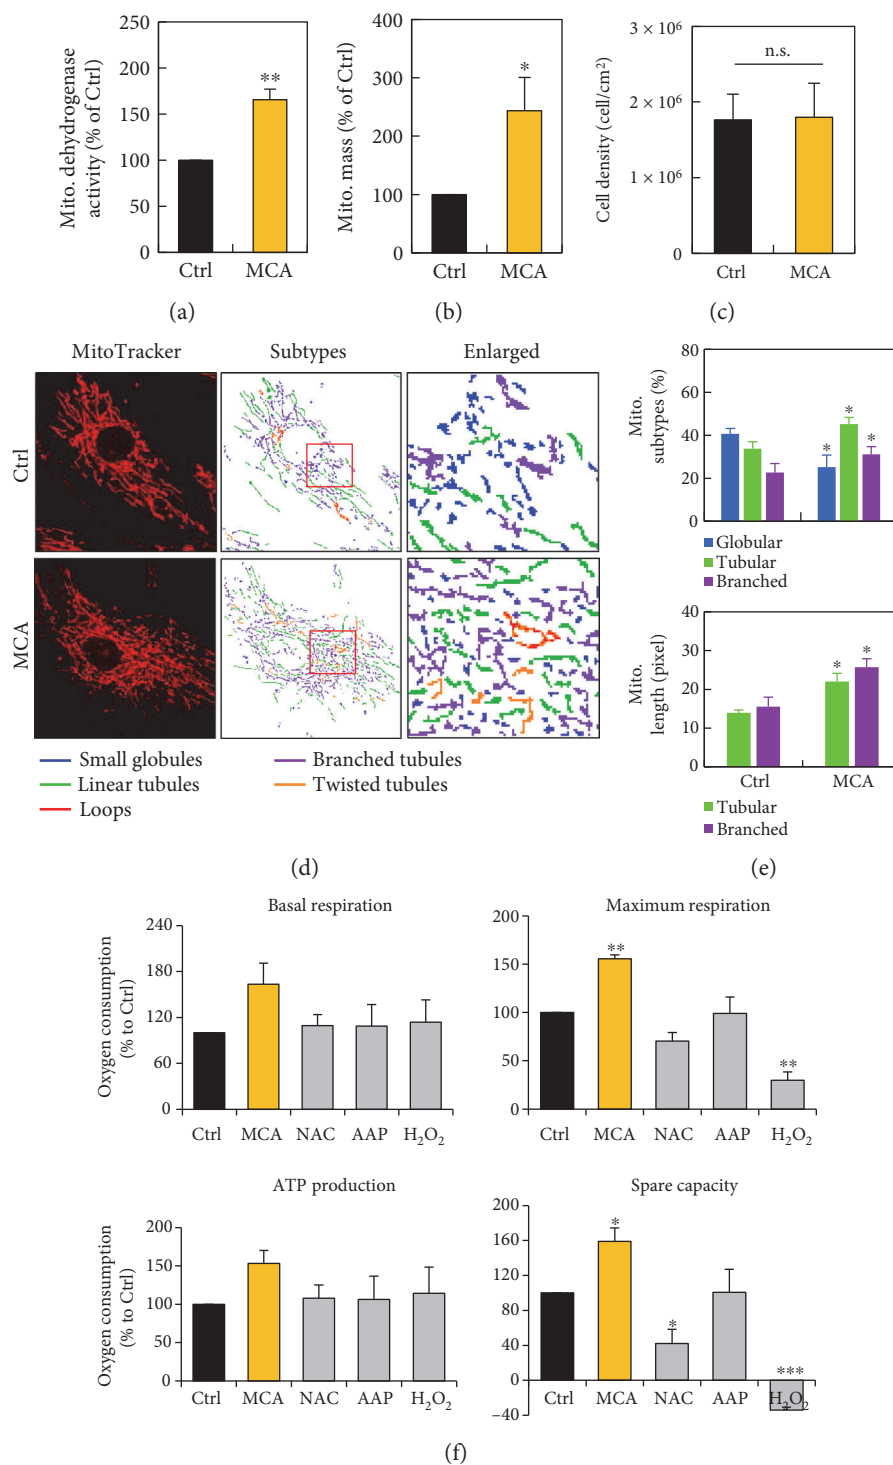 Mito. dehydrogenase
activity (% of Ctrl)
250
200
150
100
50
0
**
Ctrl MCA
(a)
Mito. mass (% of Ctrl)
400
300
200
100
0
*
Ctrl MCA
(b)
Cell density (cell/cm²)
3 × 10⁶
2 × 10⁶
1 × 10⁶
0
n.s.
Ctrl MCA
(c)
MitoTracker Subtypes Enlarged
Ctrl
MCA
Small globules
Linear tubules
Loops
Branched tubules
Twisted tubules
(d)
Mito.
subtypes (%)
80
60
40
20
0
* * *
Globular
Tubular
Branched
Mito.
length (pixel)
40
30
20
10
0
* *
Ctrl MCA
Tubular
Branched
(e)
Basal respiration
Oxygen consumption
(% to Ctrl)
240
180
120
60
0
Ctrl MCA NAC AAP H₂O₂
Maximum respiration
200
150
100
50
0
**
**
Ctrl MCA NAC AAP H₂O₂
ATP production
Oxygen consumption
(% to Ctrl)
200
150
100
50
0
Ctrl MCA NAC AAP H₂O₂
Spare capacity
200
160
120
80
40
0
−40
*
*
***
Ctrl MCA NAC AAP H₂O₂
(f)